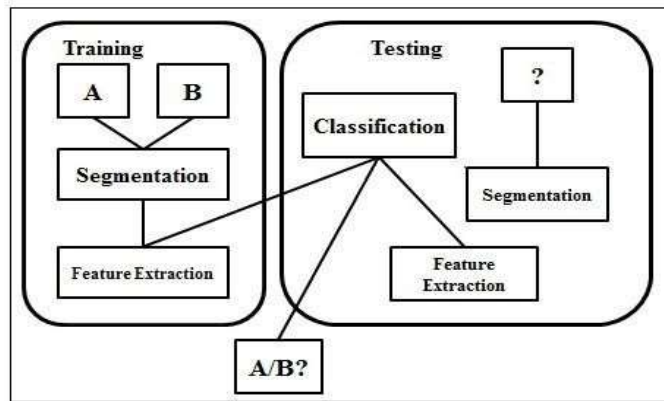 Training
A
B
Segmentation
Feature Extraction
Testing
?
Classification
Segmentation
Feature
Extraction
A/B?